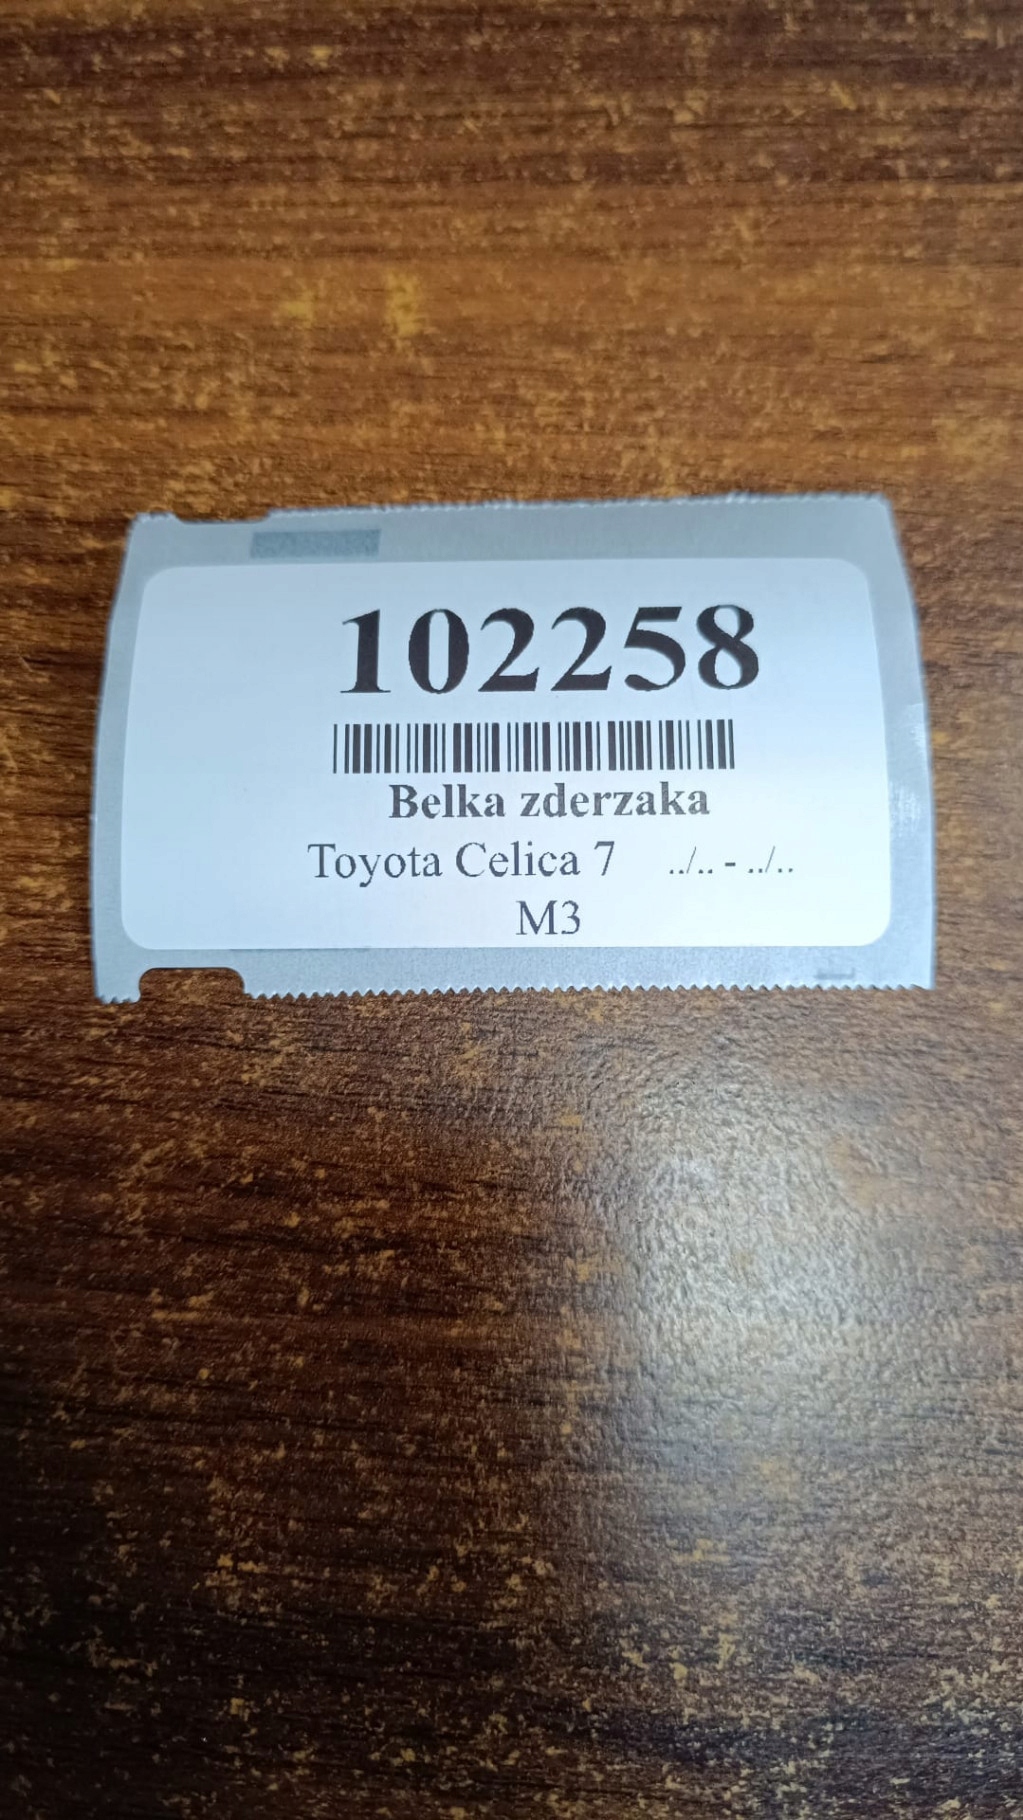 102258
Belka zderzaka
Toyota Celica 7 ../.. - ../..
M3